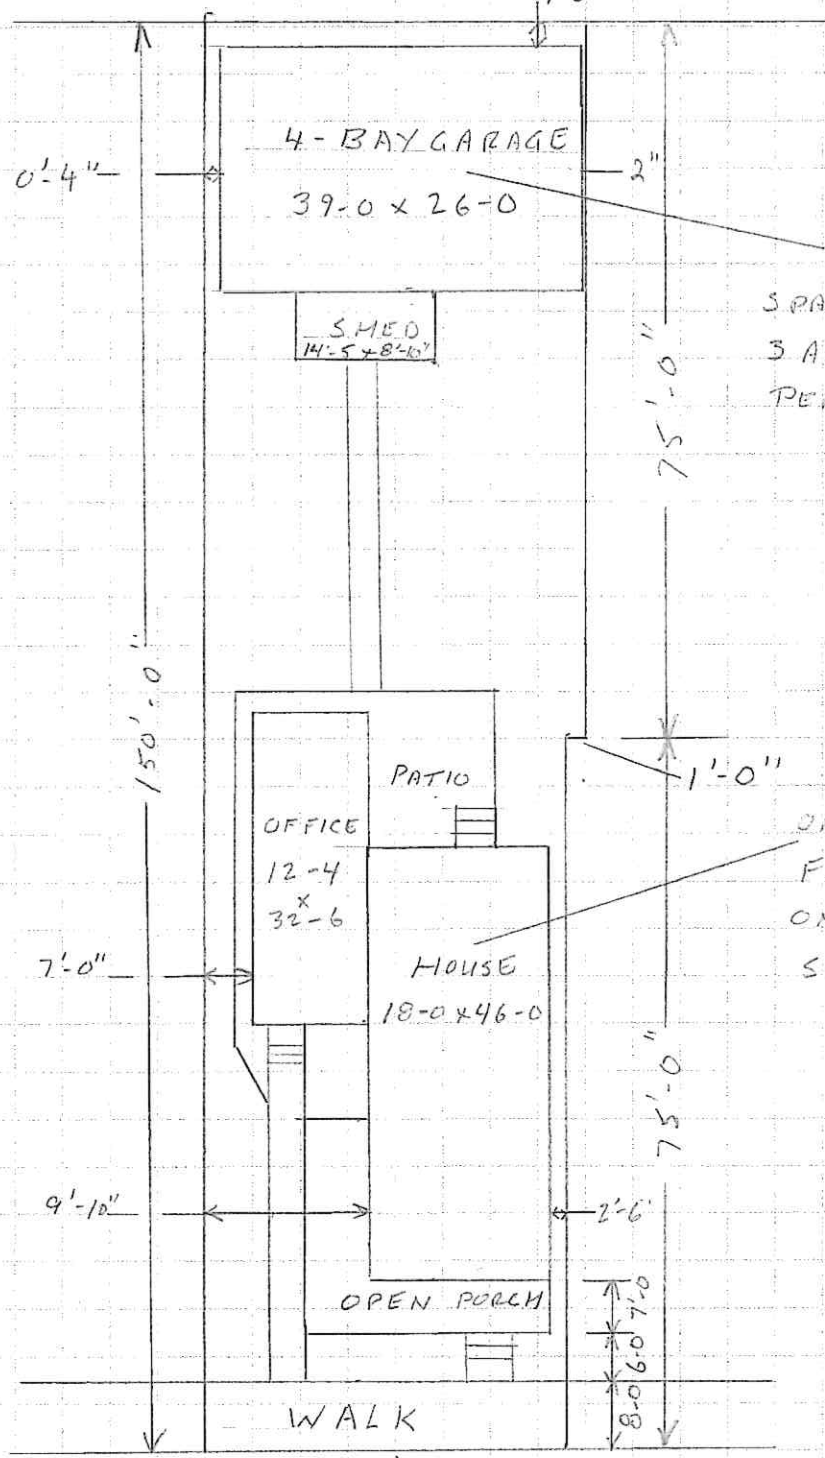 4-BAY GARAGE
39-0 x 26-0
0'-4"
2"
SHED
14'-5 x 8'-10"
75'-0"
3 A
150'-0"
PATIO
1'-0"
OFFICE
12-4
x
32-6
7'-0"
HOUSE
18-0 x 46-0
75'-0"
9'-10"
2'-6'
OPEN PORCH
7'-0
6-0
8-0
WALK